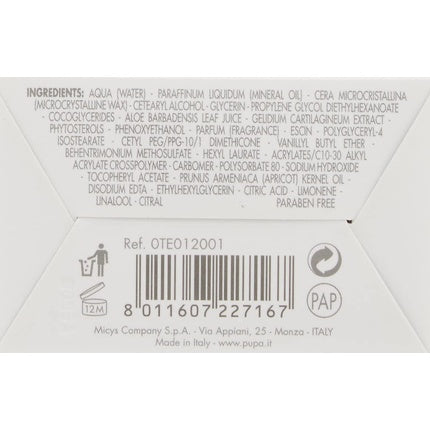 INGREDIENTS: AQUA (WATER) - PARAFFINUM LIQUIDUM (MINERAL OIL) - CERA MICROCRISTALLINA
(MICROCRYSTALLINE WAX)- CETEARYL ALCOHOL - GLYCERIN - PROPYLENE GLYCOL DIETHYLHEXANOATE
- COCOGLYCERIDES - ALOE BARBADENSIS LEAF JUICE - GELIDIUM CARTILAGINEUM EXTRACT -
PHYTOSTEROLS - PHENOXYETHANOL - PARFUM (FRAGRANCE) - ESCIN - POLYGLYCERYL-4
ISOSTEARATE - CETYL PEG/PPG-10/1 DIMETHICONE - VANILLYL BUTYL ETHER -
BEHENTRIMONIUM METHOSULFATE - HEXYL LAURATE - ACRYLATES/C10-30 ALKYL
ACRYLATE CROSSPOLYMER - CARBOMER - POLYSORBATE 80 - SODIUM HYDROXIDE
- TOCOPHERYL ACETATE - PRUNUS ARMENIACA (APRICOT) KERNEL OIL -
DISODIUM EDTA - ETHYLHEXYLGLYCERIN - CITRIC ACID - LIMONENE -
LINALOOL - CITRAL PARABEN FREE
Ref. 0TE012001
12M
PAP
8 011607 227167
Micys Company S.p.A. - Via Appiani, 25 - Monza - ITALY
Made in Italy - www.pupa.it